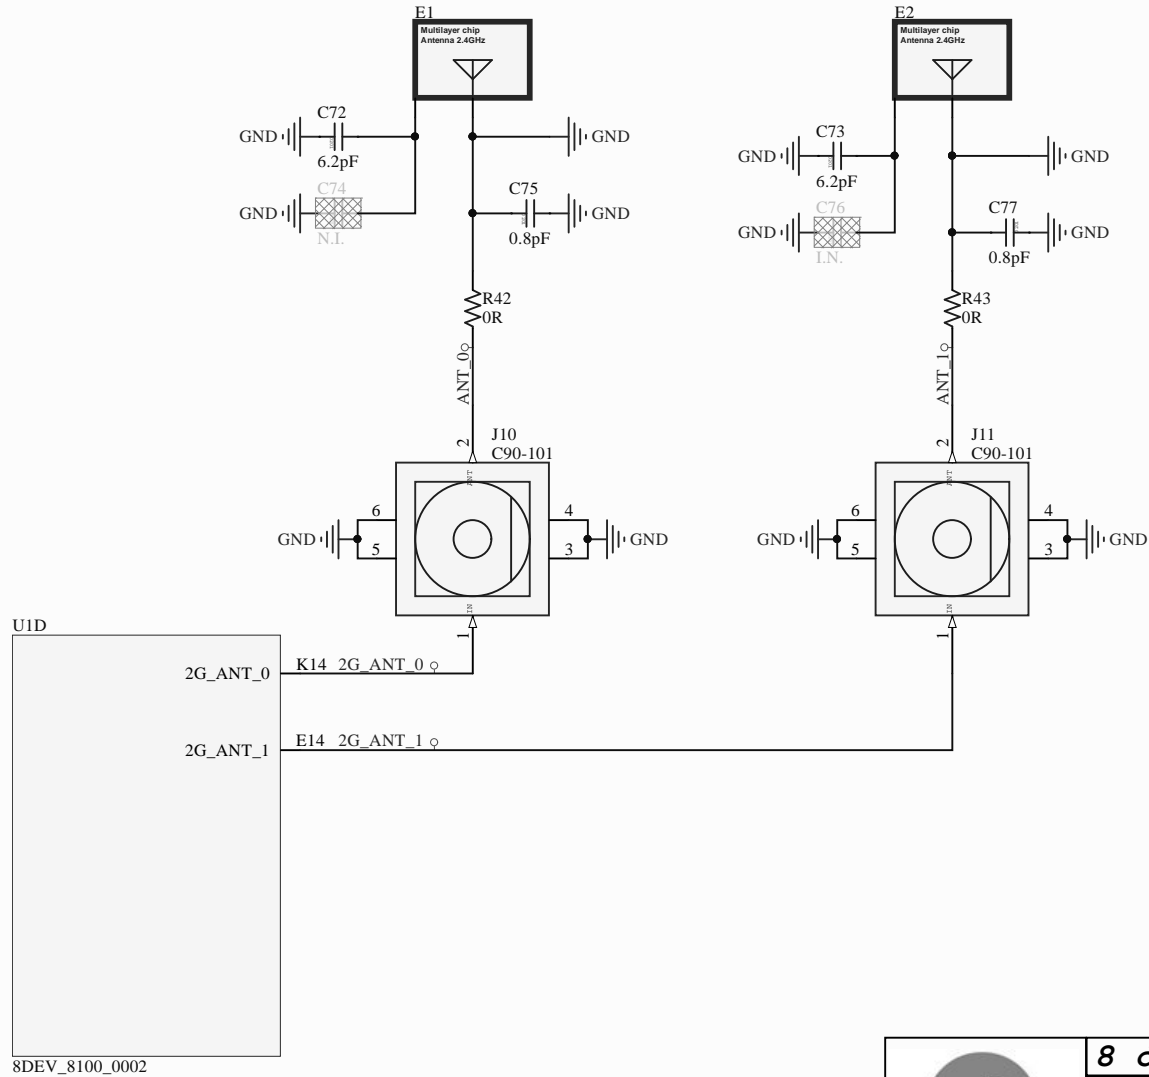 E1
Multilayer chip
Antenna 2.4GHz
E2
Multilayer chip
Antenna 2.4GHz
C72
GND
GND
6.2pF
C74
GND
N.I.
C75
GND
0.8pF
C73
GND
GND
6.2pF
C76
GND
I.N.
C77
GND
0.8pF
R42
0R
R43
0R
ANT_0
ANT_1
2
J10
C90-101
ANT
2
J11
C90-101
ANT
6
4
GND
GND
5
3
IN
1
6
4
GND
GND
5
3
IN
1
U1D
2G_ANT_0
K14
2G_ANT_0
2G_ANT_1
E14
2G_ANT_1
8DEV_8100_0002
8